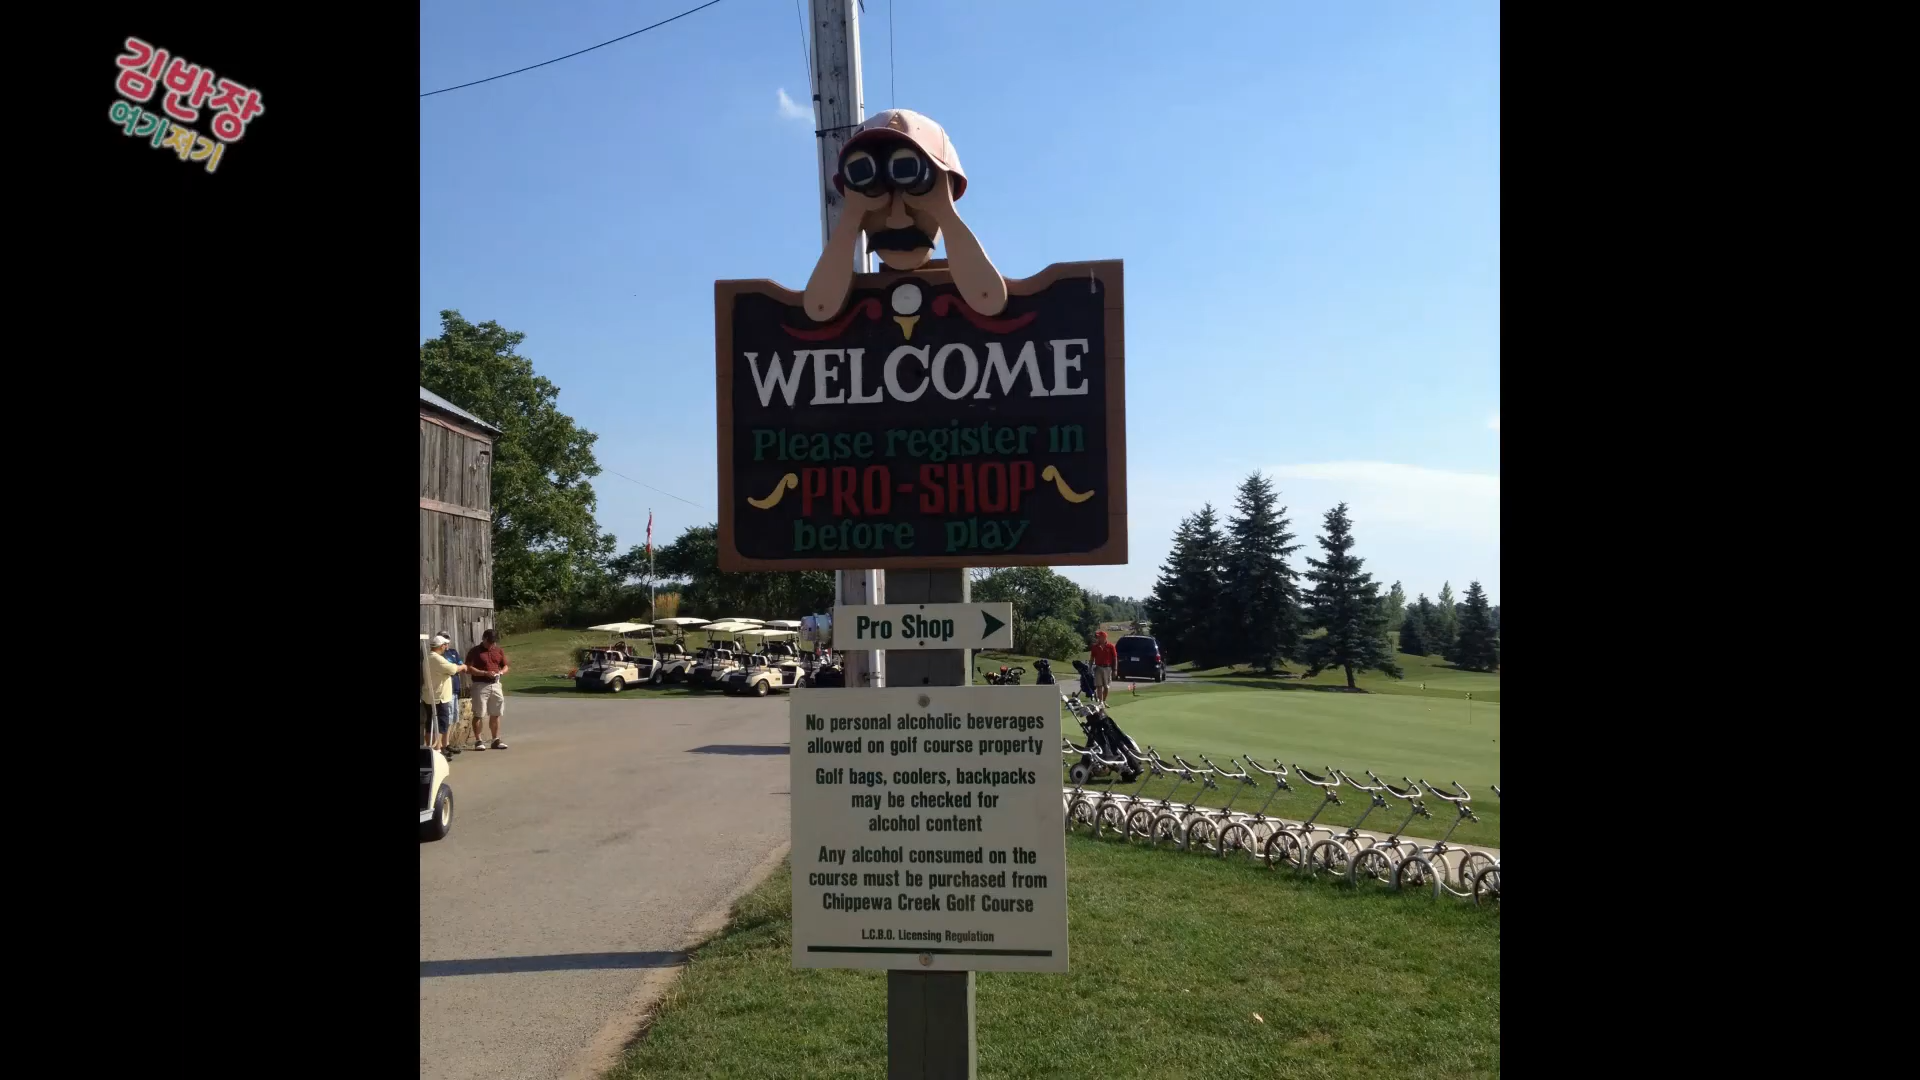 김반장
여기저기
WELCOME
Please register in
PRO-SHOP
before play
Pro Shop
No personal alcoholic beverages
allowed on golf course property
Golf bags, coolers, backpacks
may be checked for
alcohol content
Any alcohol consumed on the
course must be purchased from
Chippewa Creek Golf Course
L.C.B.O. Licensing Regulation